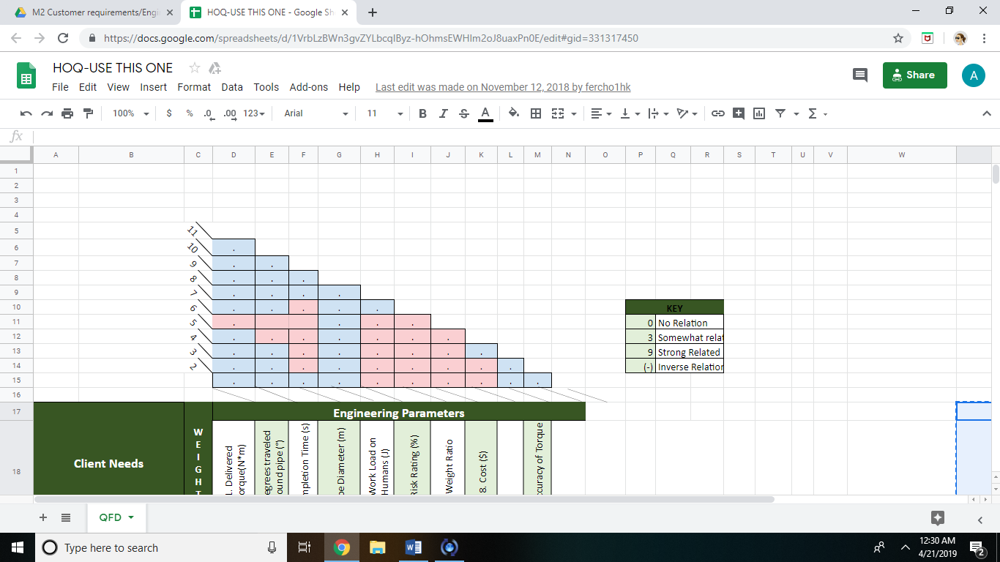 M2 Customer requirements/Engi
HOQ-USE THIS ONE - Google Sh
https://docs.google.com/spreadsheets/d/1VrbLzBWn3gvZYLbcqIByz-hOhmsEWHIm2oJ8uaxPn0E/edit#gid=331317450
HOQ-USE THIS ONE
Share
A
File Edit View Insert Format Data Tools Add-ons Help Last edit was made on November 12, 2018 by fercho1hk
100% $ % .0 .00 123 Arial 11 B I S A
fx
A B C D E F G H I J K L M N O P Q R S T U V W
1
2
3
4
5 11
6 10 .
7 9 . .
8 8 . . .
9 7 . . . .
10 6 . . . . . KEY
11 5 . . . . . 0 No Relation
12 4 . . . . . . . 3 Somewhat relat
13 3 . . . . . . . . 9 Strong Related
14 2 . . . . . . . . . (-) Inverse Relation
15 . . . . . . . . . .
16
17 Engineering Parameters
18 Client Needs
WEIGHT
1. Delivered
orque(N*m)
egrees traveled
ound pipe (°)
mpletion Time (s)
pe Diameter (m)
Work Load on
Humans (J)
Risk Rating (%)
Weight Ratio
8. Cost ($)
ccuracy of Torque
QFD
Type here to search
12:30 AM
4/21/2019
2